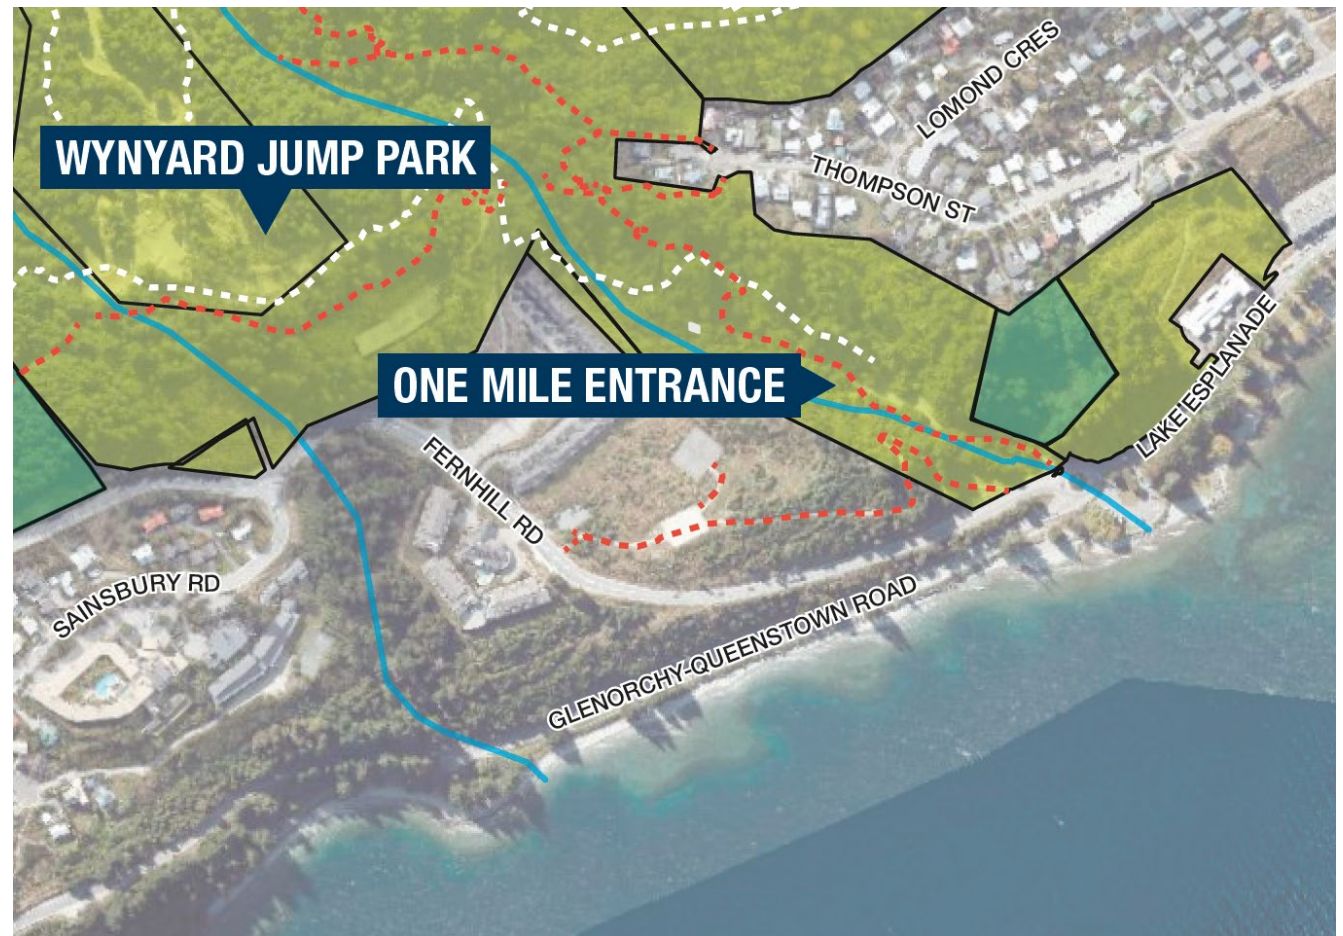 LOMOND CRES
WYNYARD JUMP PARK
THOMPSON ST
LAKE ESPLANADE
ONE MILE ENTRANCE
FERNHILL RD
SAINSBURY RD
GLENORCHY-QUEENSTOWN ROAD